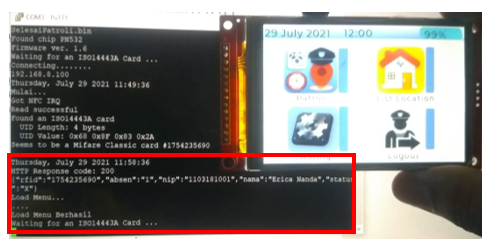 COM3 - PuTTY
SelesaiPatroli.bin
Found chip PN532
Firmware ver. 1.6
Waiting for an ISO14443A Card ...
Connecting........
192.168.8.100
Thursday, July 29 2021 11:49:36
Mulai...
Got NFC IRQ
Read successful
Found an ISO14443A card
UID Length: 4 bytes
UID Value: 0x68 0x8F 0x83 0x2A
Seems to be a Mifare Classic card #1754235690
Thursday, July 29 2021 11:58:36
HTTP Response code: 200
{"rfid":"1754235690","absen":"1","nip":"1103181001","nama":"Erica Nanda","status
":"X"}
Load Menu...
....
Load Menu Berhasil
Waiting for an ISO14443A Card ...
29 July 2021 12:00 99%
Patroli
List Location
Logout